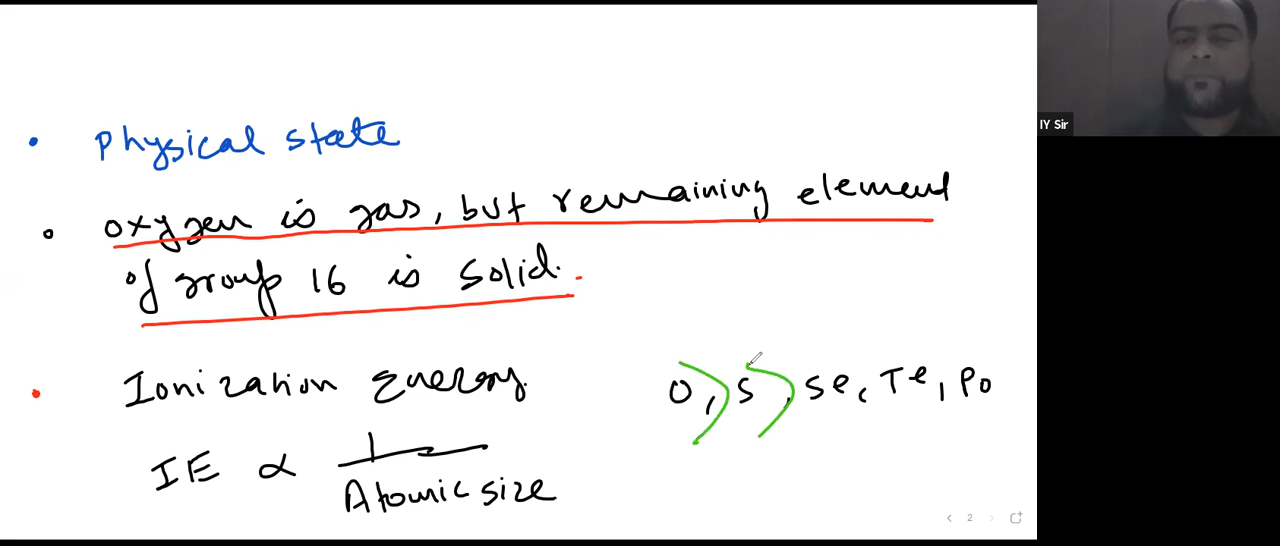 • Physical state
• oxygen is gas, but remaining element
of group 16 is solid.
• Ionization Energy
O, > S, > Se, Te, Po
IE ∝ 1 / Atomic size
IY Sir
2